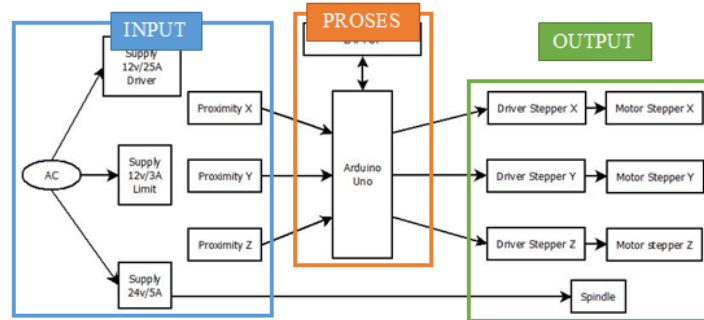 INPUT
PROSES
OUTPUT
Supply
12v/25A
Driver
Proximity X
Driver Stepper X
Motor Stepper X
AC
Supply
12v/3A
Limit
Proximity Y
Arduino
Uno
Driver Stepper Y
Motor Stepper Y
Proximity Z
Driver Stepper Z
Motor stepper Z
Supply
24v/5A
Spindle